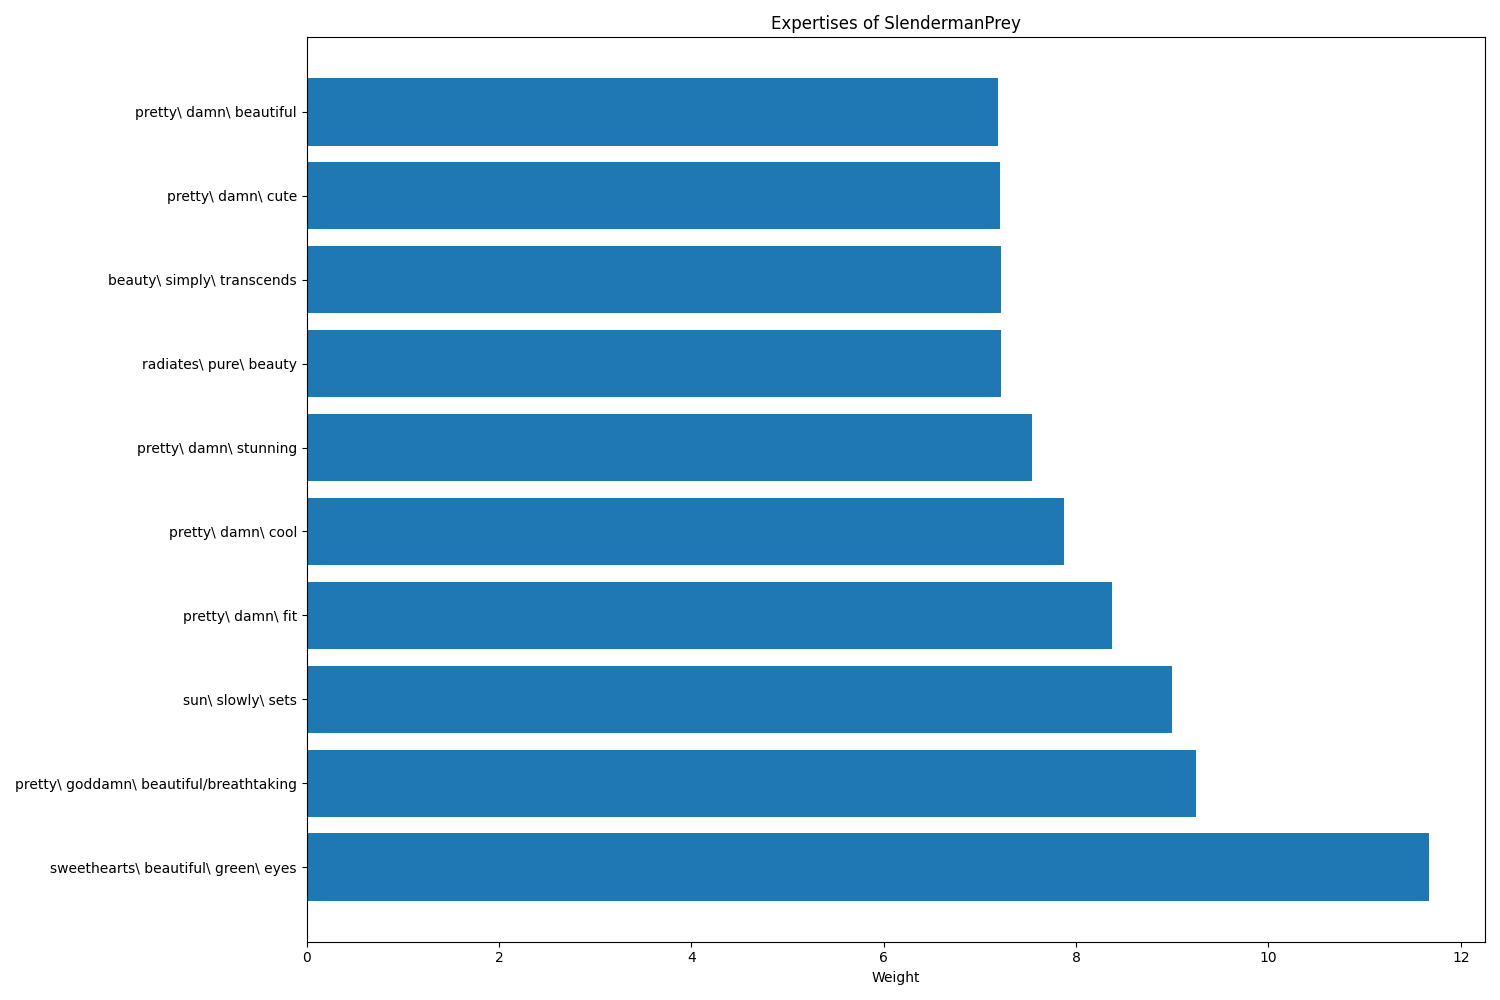 Expertises of SlendermanPrey
pretty\ damn\ beautiful
pretty\ damn\ cute
beauty\ simply\ transcends
radiates\ pure\ beauty
pretty\ damn\ stunning
pretty\ damn\ cool
pretty\ damn\ fit
sun\ slowly\ sets
pretty\ goddamn\ beautiful/breathtaking
sweethearts\ beautiful\ green\ eyes
0 2 4 6 8 10 12
Weight